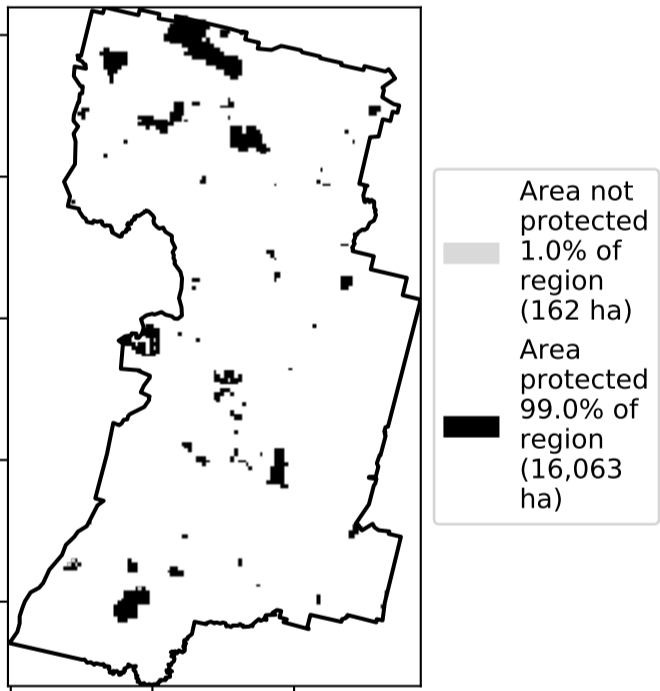 Area not
protected
1.0% of
region
(162 ha)
Area
protected
99.0% of
region
(16,063
ha)